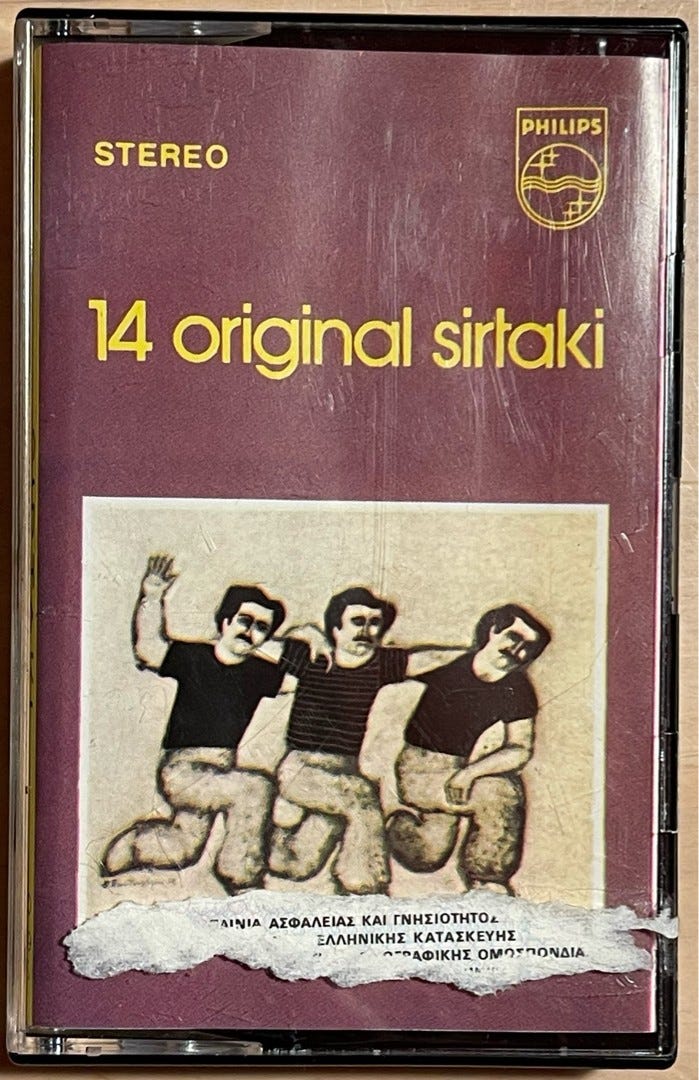 STEREO
PHILIPS
14 original sirtaki
ΑΣΦΑΛΕΙΑΣ ΚΑΙ ΓΝΗΣΙΟΤΗΤΟΣ
ΕΛΛΗΝΙΚΗΣ ΚΑΤΑΣΚΕΥΗΣ
ΟΜΟΣΠΟΝΔΙΑ